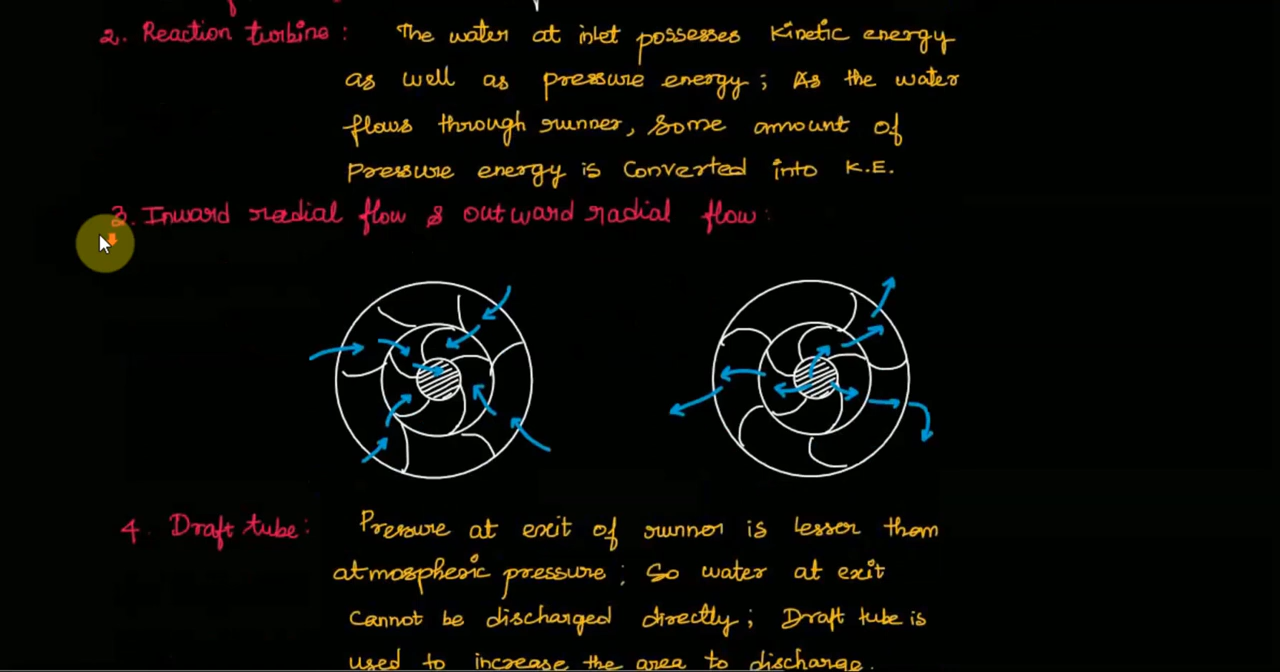 2. Reaction turbine : The water at inlet possesses Kinetic energy
as well as pressure energy ; As the water
flows through runner, Some amount of
pressure energy is Converted into K.E.
3. Inward radial flow & outward radial flow:
4. Draft tube: Pressure at exit of runner is lesser them
atmospheric pressure ; So water at exit
Cannot be discharged directly ; Draft tube is
used to increase the area to discharge.